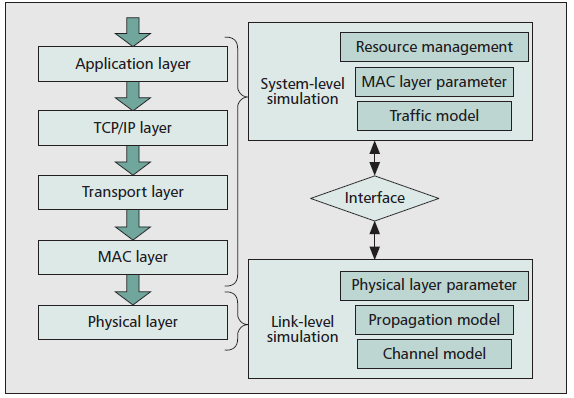 Application layer
TCP/IP layer
Transport layer
MAC layer
Physical layer
System-level
simulation
Resource management
MAC layer parameter
Traffic model
Interface
Link-level
simulation
Physical layer parameter
Propagation model
Channel model